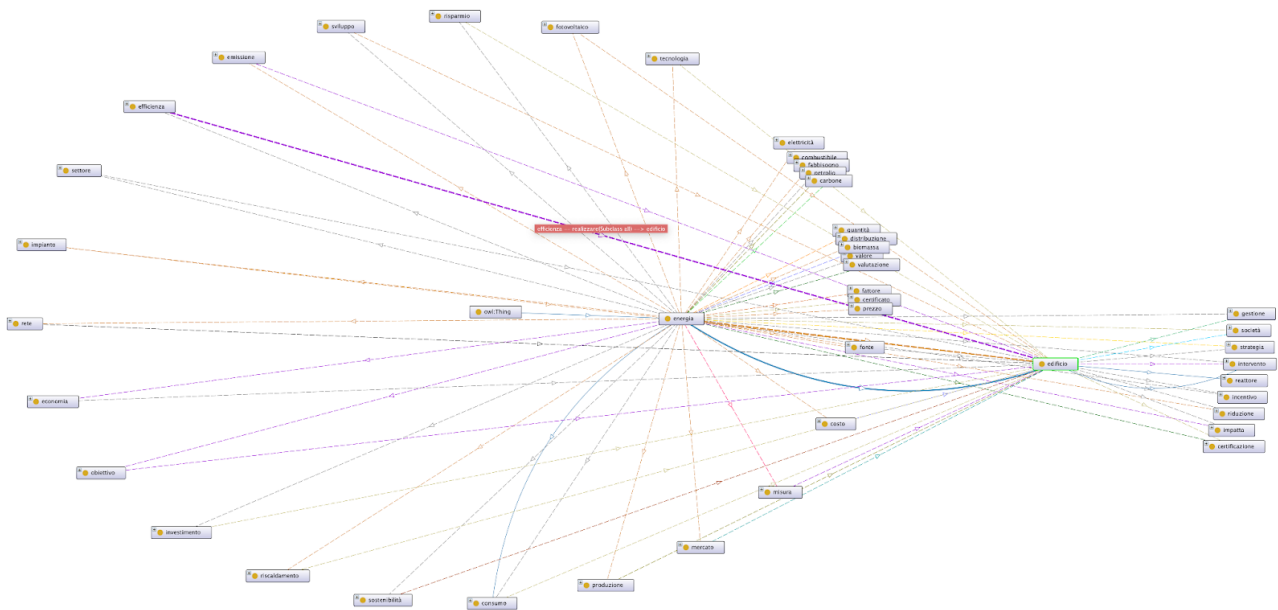 risparmio
sviluppo
fotovoltaico
emissione
tecnologia
efficienza
elettricità
combustibile
fabbisogno
petrolio
carbone
settore
quantità
efficienza -- realizzare(Subclass all) --> edificio
distribuzione
impianto
biomassa
valore
valutazione
fattore
certificato
prezzo
owl:Thing
energia
rete
gestione
società
fonte
strategia
edificio
intervento
reattore
incentivo
economia
riduzione
costo
impatta
certificazione
obiettivo
misura
investimento
mercato
riscaldamento
produzione
sostenibilità
consumo